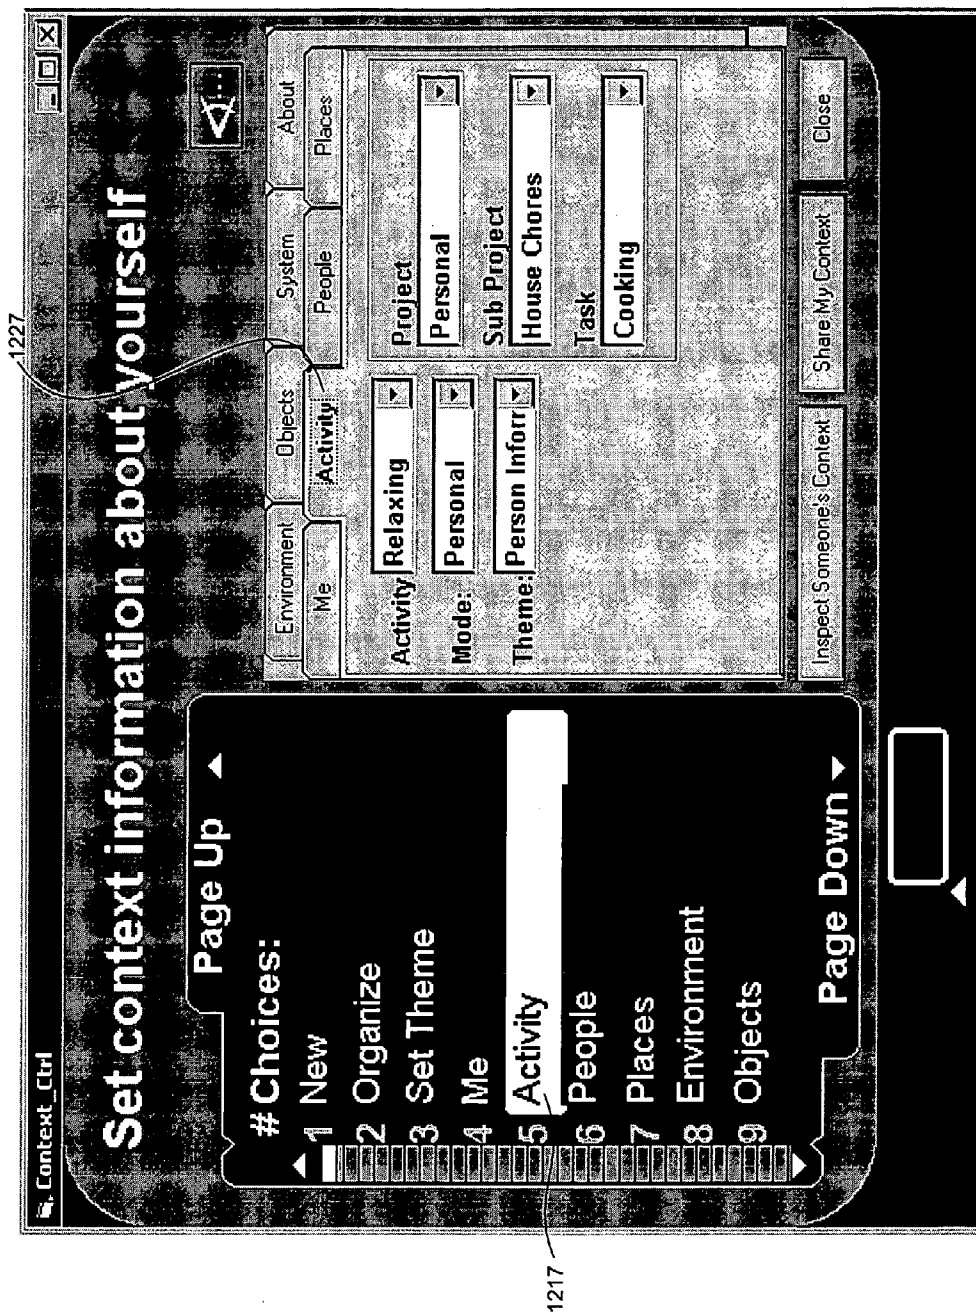 Context_Ctrl
Set context information about yourself
1227
Page Up
# Choices:
1 New
2 Organize
3 Set Theme
4 Me
5 Activity
6 People
7 Places
8 Environment
9 Objects
Page Down
1217
Environment Objects System About
Me Activity People Places
Activity Relaxing
Mode: Personal
Theme: Person Inforr
Project
Personal
Sub Project
House Chores
Task
Cooking
Inspect Someone's Context Share My Context Close